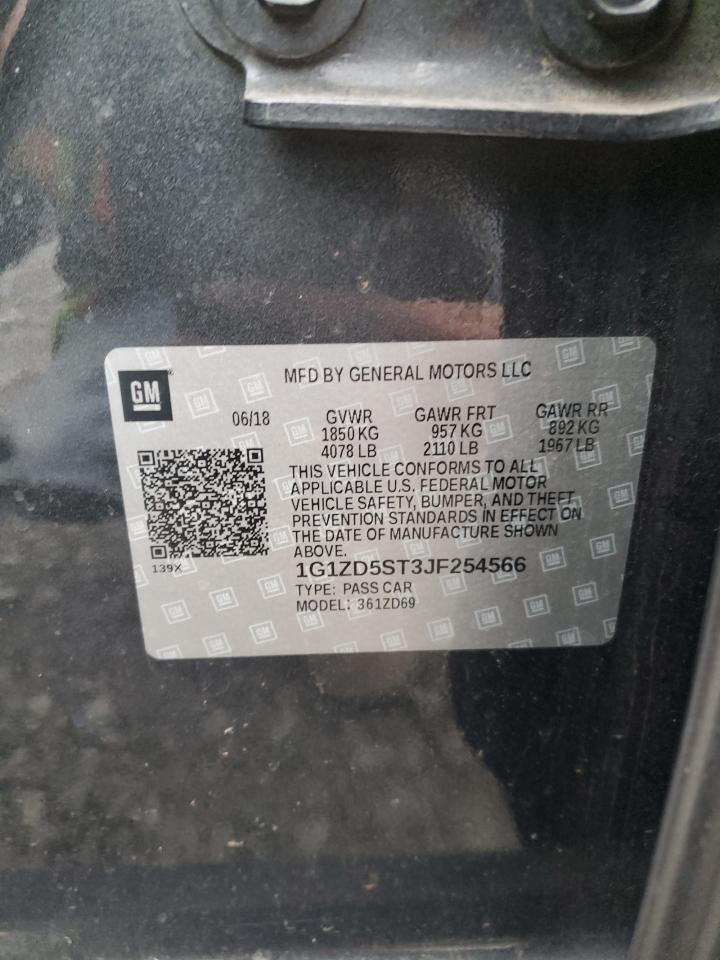 GM
MFD BY GENERAL MOTORS LLC
06/18 GVWR GAWR FRT GAWR RR
1850 KG 957 KG 892 KG
4078 LB 2110 LB 1967 LB
THIS VEHICLE CONFORMS TO ALL
APPLICABLE U.S. FEDERAL MOTOR
VEHICLE SAFETY, BUMPER, AND THEFT
PREVENTION STANDARDS IN EFFECT ON
THE DATE OF MANUFACTURE SHOWN
ABOVE.
139X
1G1ZD5ST3JF254566
TYPE: PASS CAR
MODEL: 361ZD69